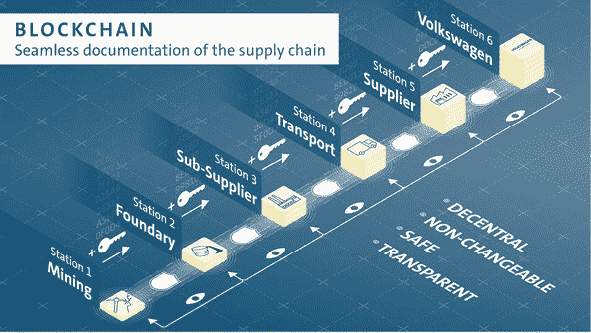 BLOCKCHAIN
Seamless documentation of the supply chain
Station 1
Mining
Station 2
Foundary
Station 3
Sub-Supplier
Station 4
Transport
Station 5
Supplier
Station 6
Volkswagen
DECENTRAL
NON-CHANGEABLE
SAFE
TRANSPARENT